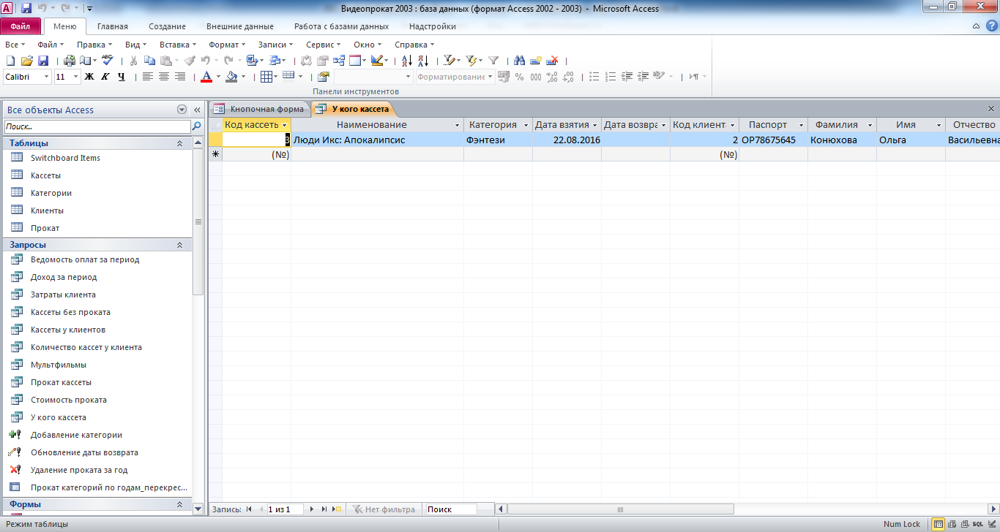 Видеопрокат 2003 : база данных (формат Access 2002 - 2003) - Microsoft Access
Файл Меню Главная Создание Внешние данные Работа с базами данных Надстройки
Все Файл Правка Вид Вставка Формат Записи Сервис Окно Справка
Calibri 11 Ж К Ч А Форматировани
Панели инструментов
Все объекты Access
Поиск...
Таблицы
Switchboard Items
Кассеты
Категории
Клиенты
Прокат
Запросы
Ведомость оплат за период
Доход за период
Затраты клиента
Кассеты без проката
Кассеты у клиентов
Количество кассет у клиента
Мультфильмы
Прокат кассеты
Стоимость проката
У кого кассета
Добавление категории
Обновление даты возврата
Удаление проката за год
Прокат категорий по годам_перекрес...
Формы
Кнопочная форма У кого кассета
Код кассеть Наименование Категория Дата взятия Дата возвра Код клиент Паспорт Фамилия Имя Отчество
3 Люди Икс: Апокалипсис Фэнтези 22.08.2016 2 ОР78675645 Конюхова Ольга Васильевна
(№) (№)
Запись: 1 из 1 Нет фильтра Поиск
Режим таблицы Num Lock SQL